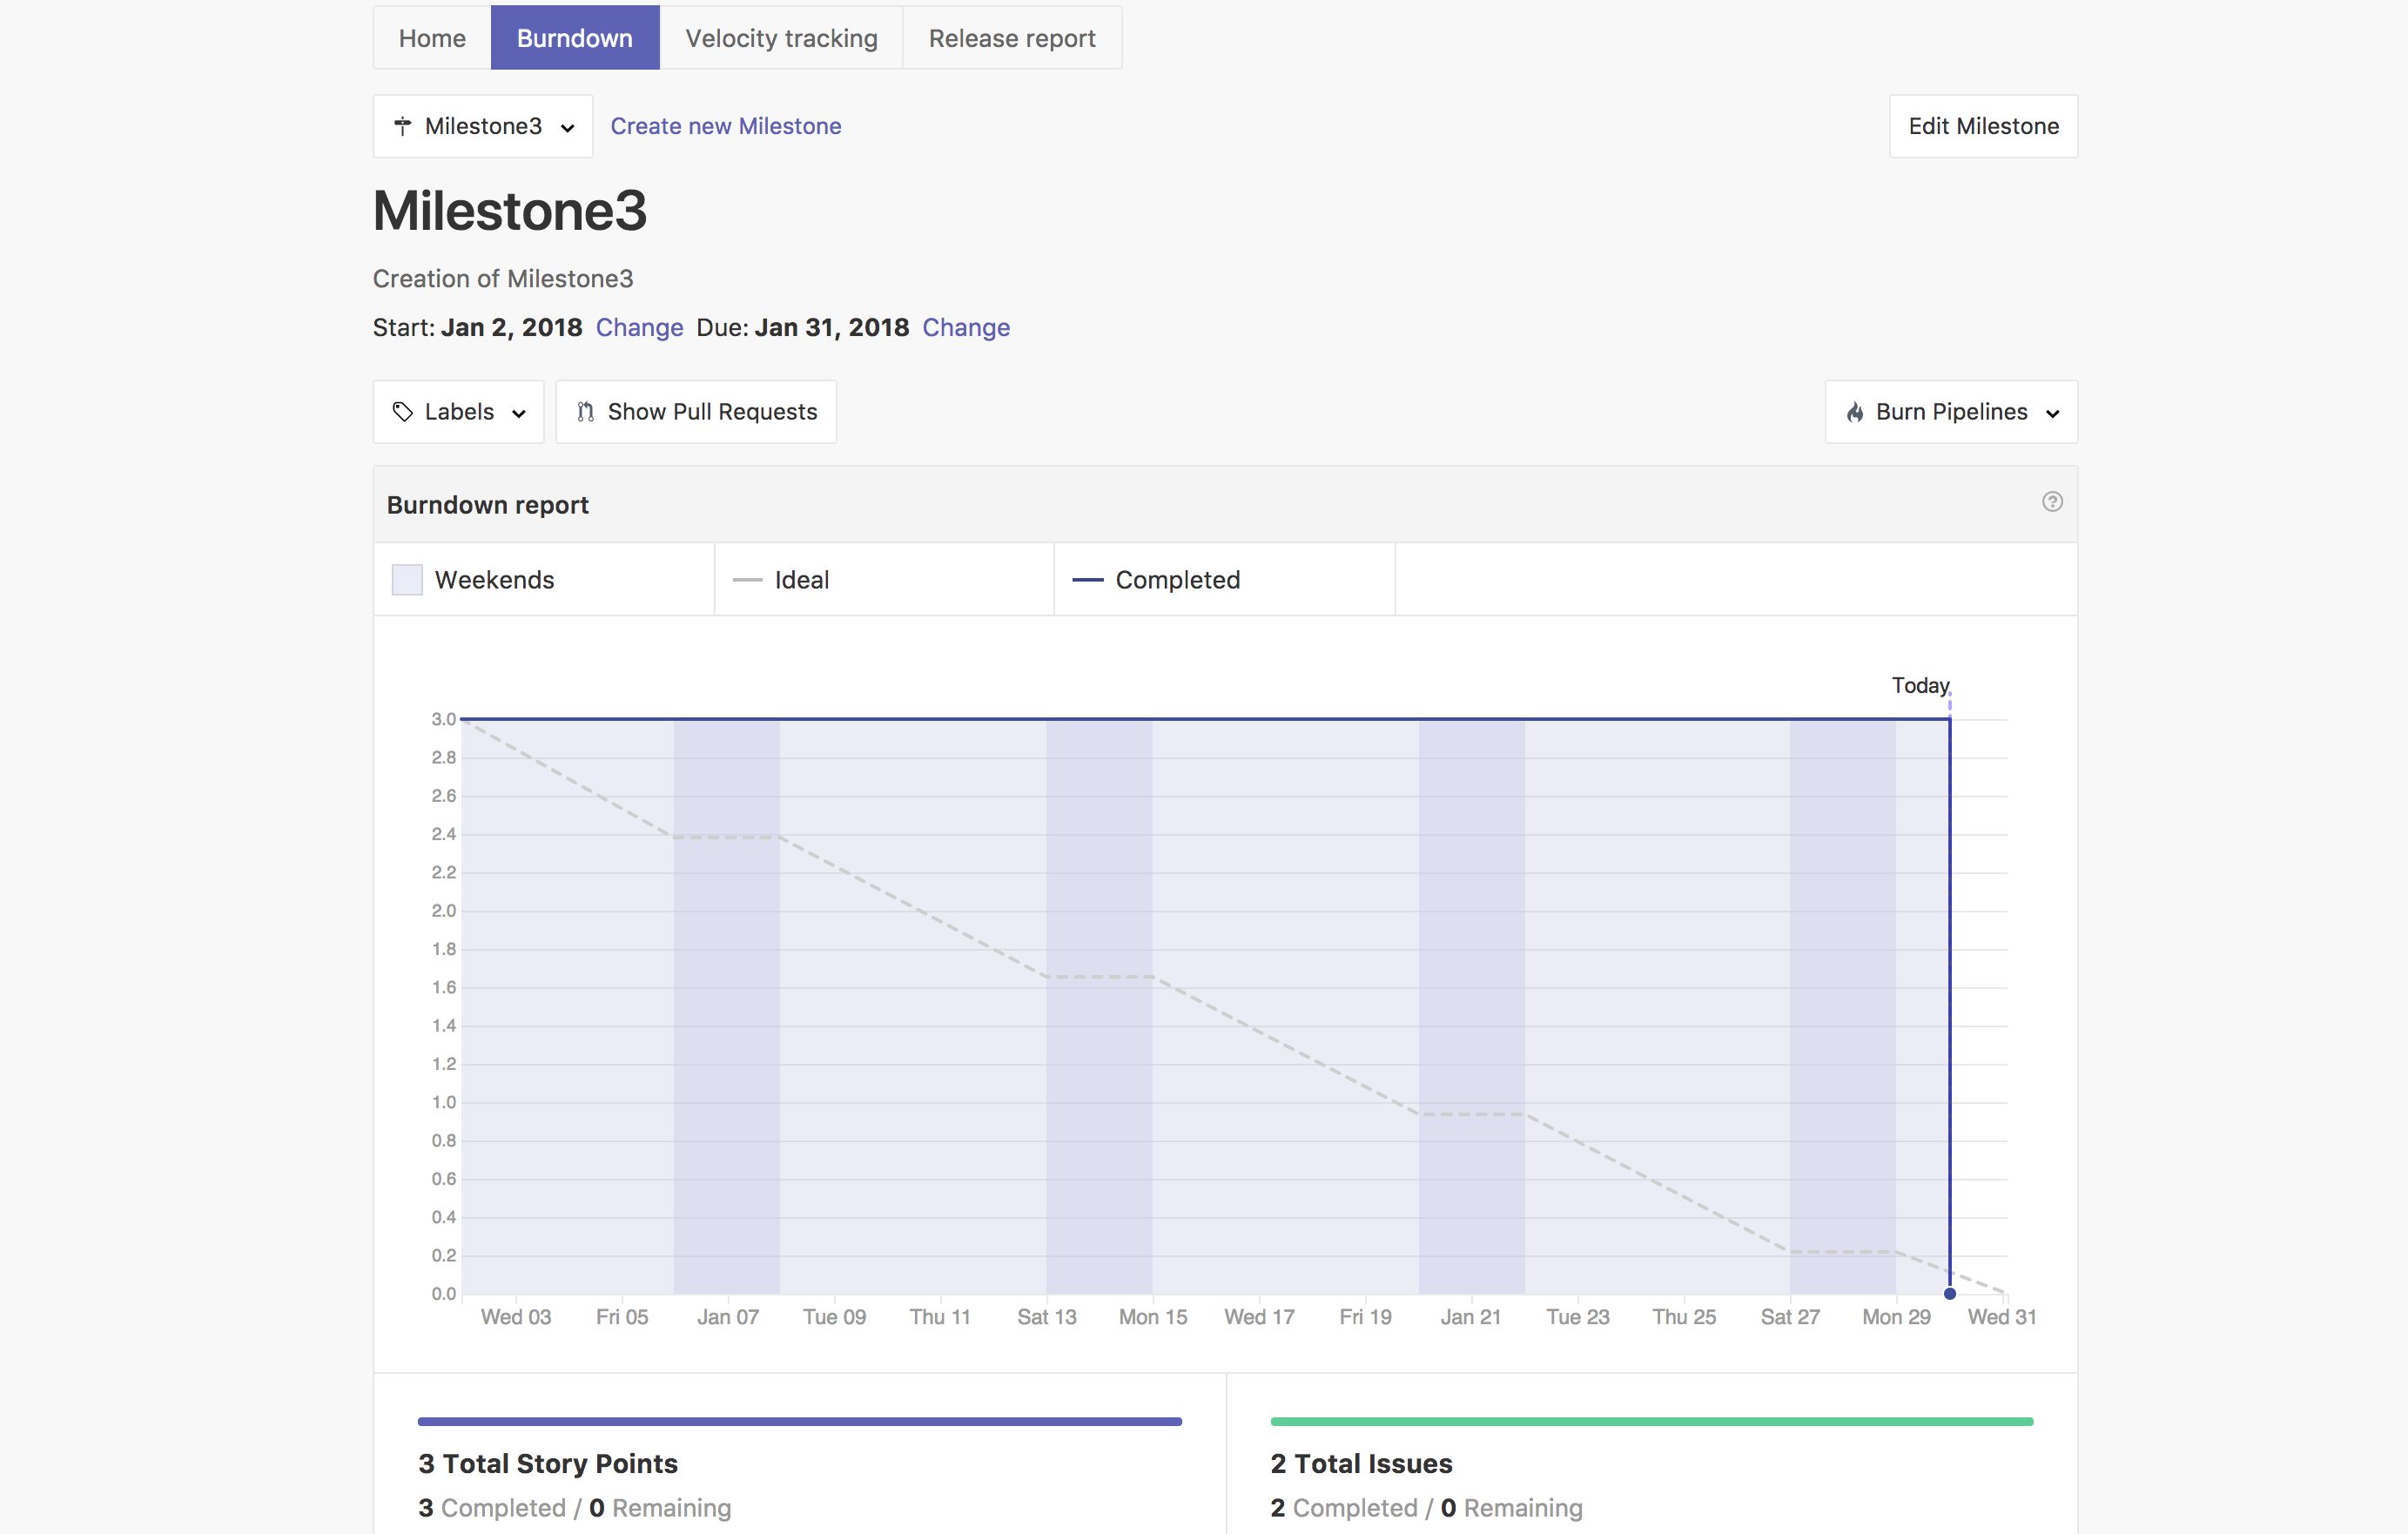 Home Burndown Velocity tracking Release report
Milestone3 Create new Milestone Edit Milestone
Milestone3
Creation of Milestone3
Start: Jan 2, 2018 Change Due: Jan 31, 2018 Change
Labels Show Pull Requests Burn Pipelines
Burndown report ?
Weekends Ideal Completed
Today
3.0
2.8
2.6
2.4
2.2
2.0
1.8
1.6
1.4
1.2
1.0
0.8
0.6
0.4
0.2
0.0
Wed 03 Fri 05 Jan 07 Tue 09 Thu 11 Sat 13 Mon 15 Wed 17 Fri 19 Jan 21 Tue 23 Thu 25 Sat 27 Mon 29 Wed 31
3 Total Story Points 2 Total Issues
3 Completed / 0 Remaining 2 Completed / 0 Remaining